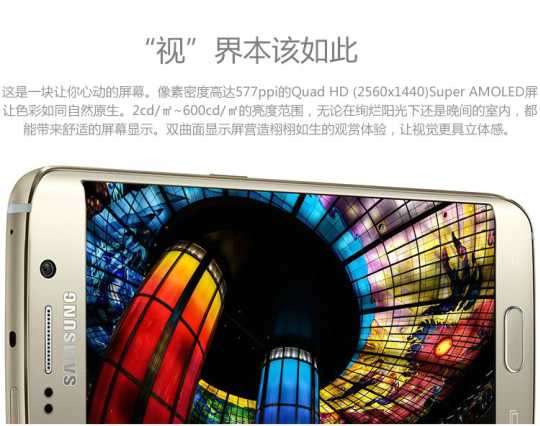 “视”界本该如此
这是一块让你心动的屏幕。像素密度高达577ppi的Quad HD (2560x1440)Super AMOLED屏
让色彩如同自然原生。2cd/㎡~600cd/㎡的亮度范围，无论在绚烂阳光下还是晚间的室内，都
能带来舒适的屏幕显示。双曲面显示屏营造栩栩如生的观赏体验，让视觉更具立体感。
SAMSUNG